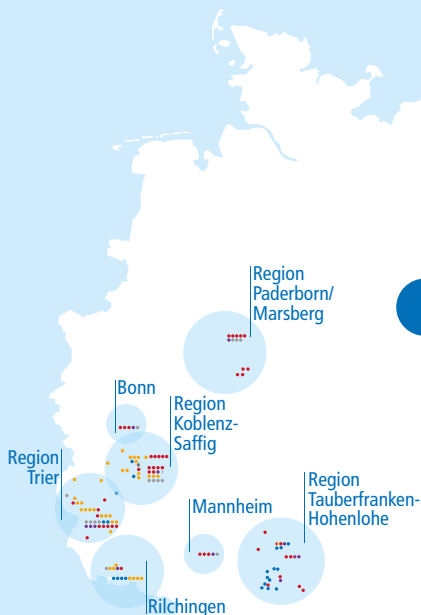 Region
Paderborn/
Marsberg
Bonn
Region
Koblenz-
Saffig
Region
Trier
Mannheim
Region
Tauberfranken-
Hohenlohe
Rilchingen